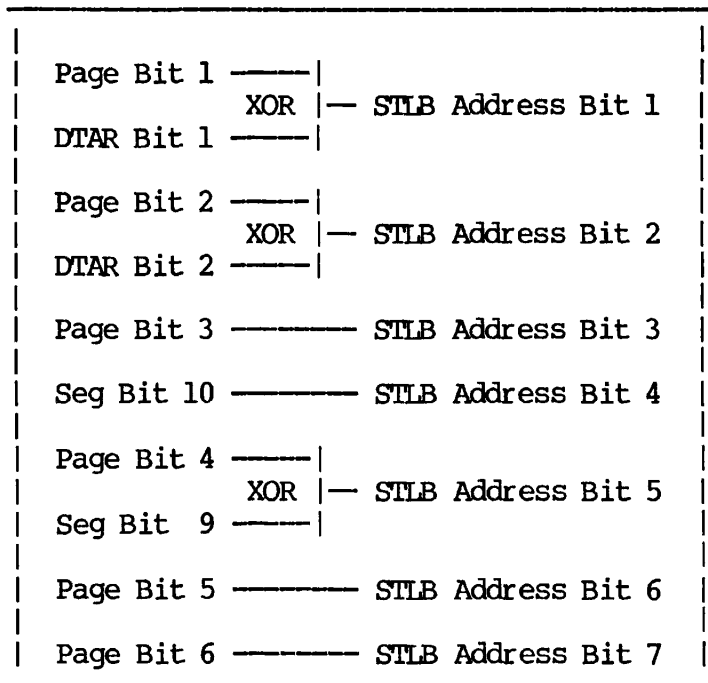 Page Bit 1
XOR STLB Address Bit 1
DTAR Bit 1
Page Bit 2
XOR STLB Address Bit 2
DTAR Bit 2
Page Bit 3 STLB Address Bit 3
Seg Bit 10 STLB Address Bit 4
Page Bit 4
XOR STLB Address Bit 5
Seg Bit 9
Page Bit 5 STLB Address Bit 6
Page Bit 6 STLB Address Bit 7